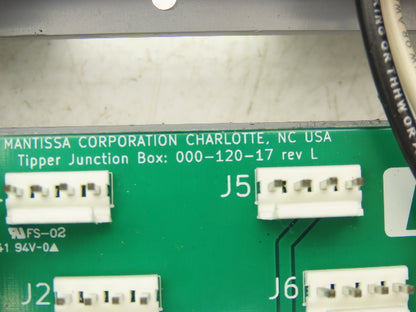 MANTISSA CORPORATION CHARLOTTE, NC USA
Tipper Junction Box: 000-120-17 rev L
J5
FS-02
94V-0
J2
J6